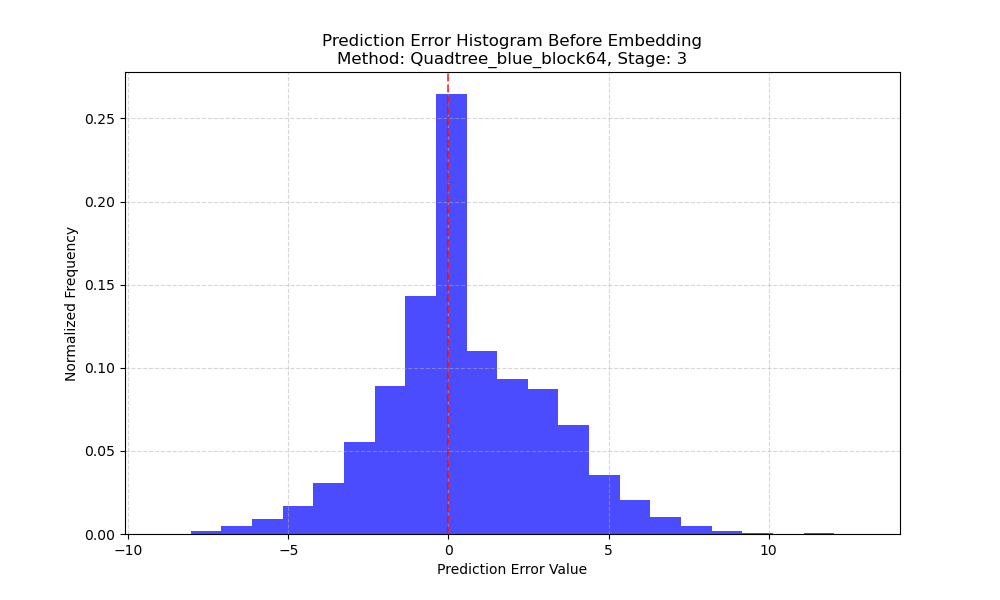 Prediction Error Histogram Before Embedding
Method: Quadtree_blue_block64, Stage: 3
Normalized Frequency
0.25
0.20
0.15
0.10
0.05
0.00
−10
−5
0
5
10
Prediction Error Value